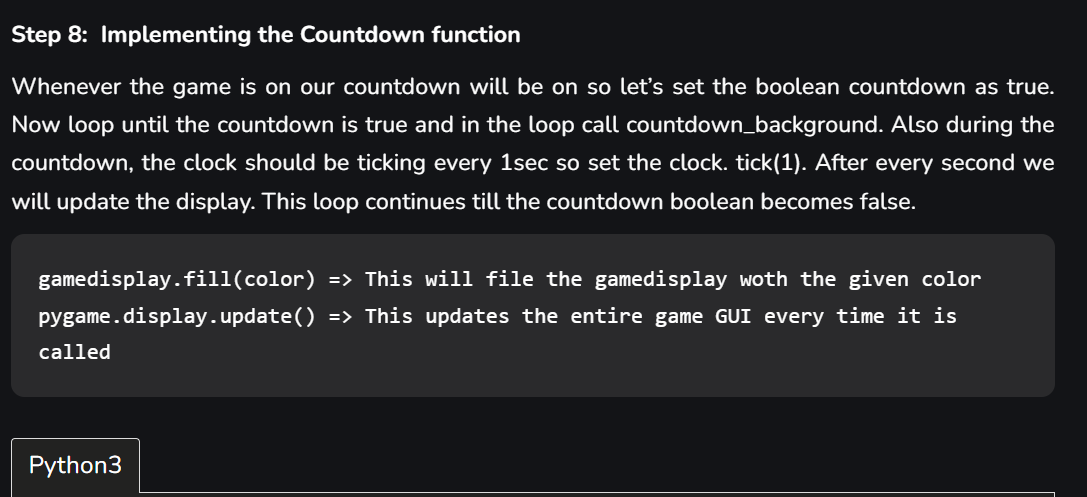 Step 8:  Implementing the Countdown function
Whenever the game is on our countdown will be on so let’s set the boolean countdown as true.
Now loop until the countdown is true and in the loop call countdown_background. Also during the
countdown, the clock should be ticking every 1sec so set the clock. tick(1). After every second we
will update the display. This loop continues till the countdown boolean becomes false.
gamedisplay.fill(color) => This will file the gamedisplay woth the given color
pygame.display.update() => This updates the entire game GUI every time it is
called
Python3